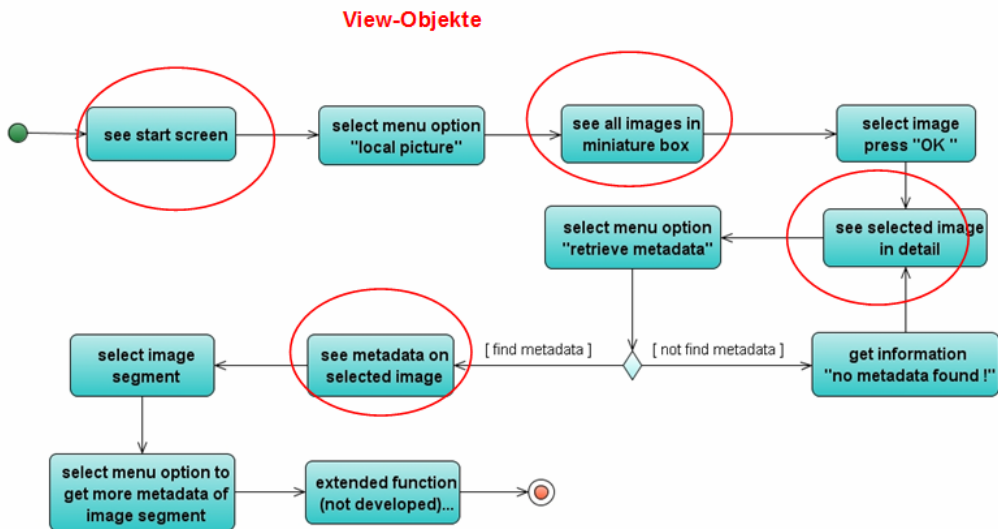 View-Objekte
see start screen
select menu option
"local picture"
see all images in
miniature box
select image
press "OK "
see selected image
in detail
select menu option
"retrieve metadata"
[ find metadata ]
[ not find metadata ]
get information
"no metadata found !"
see metadata on
selected image
select image
segment
select menu option to
get more metadata of
image segment
extended function
(not developed)...